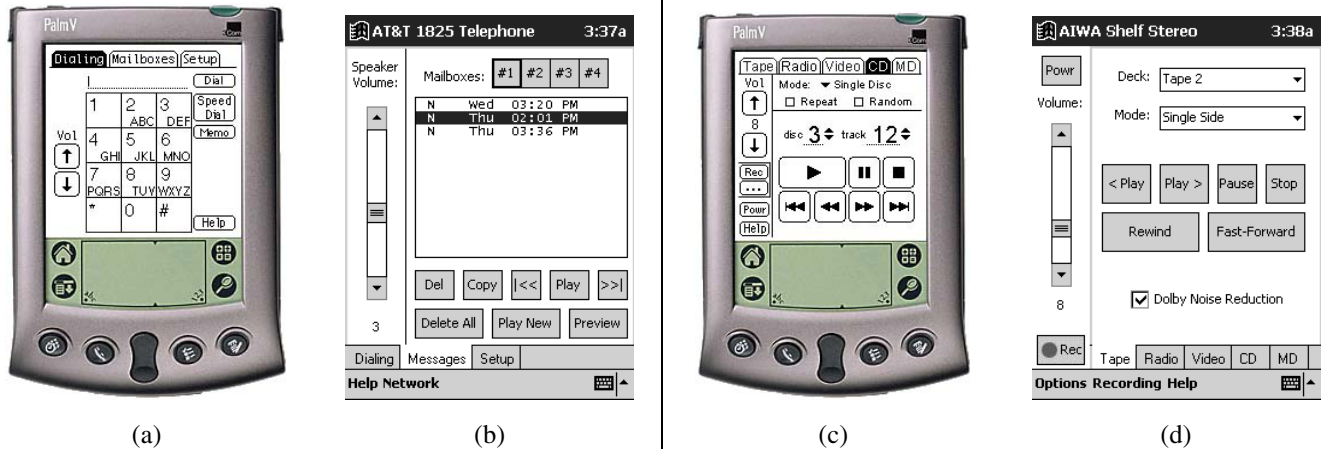 PalmV
3Com
Dialing Mailboxes Setup
Dial
1 2 3 Speed Dial
ABC DEF
Memo
Vol
4 5 6
GHI JKL MNO
7 8 9
PQRS TUV WXYZ
* 0 #
Help
AT&T 1825 Telephone 3:37a
Speaker Volume:
Mailboxes: #1 #2 #3 #4
N Wed 03:20 PM
N Thu 02:01 PM
N Thu 03:36 PM
Del Copy |<< Play >>|
3
Delete All Play New Preview
Dialing Messages Setup
Help Network
PalmV
3Com
Tape Radio Video CD MD
Vol
Mode: Single Disc
Repeat Random
8
disc 3 track 12
Rec
...
Powr
Help
AIWA Shelf Stereo 3:38a
Powr
Deck: Tape 2
Volume:
Mode: Single Side
< Play Play > Pause Stop
Rewind Fast-Forward
8
Dolby Noise Reduction
Rec
Tape Radio Video CD MD
Options Recording Help
(a) (b) (c) (d)